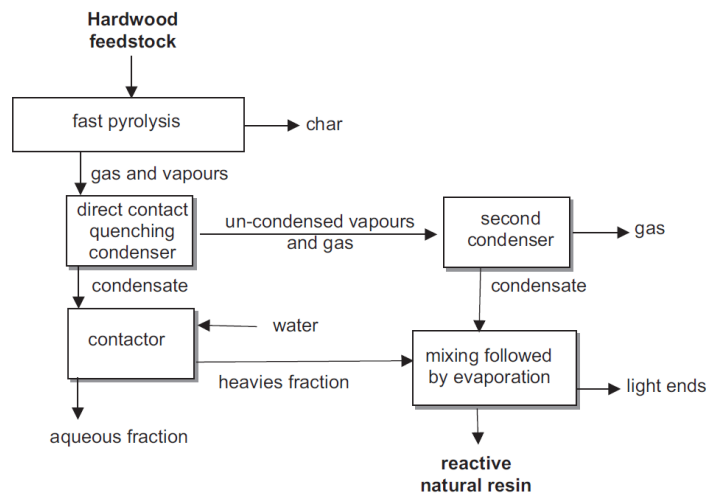 Hardwood
feedstock
fast pyrolysis
char
gas and vapours
direct contact
quenching
condenser
un-condensed vapours
and gas
second
condenser
gas
condensate
condensate
contactor
water
mixing followed
by evaporation
heavies fraction
light ends
aqueous fraction
reactive
natural resin